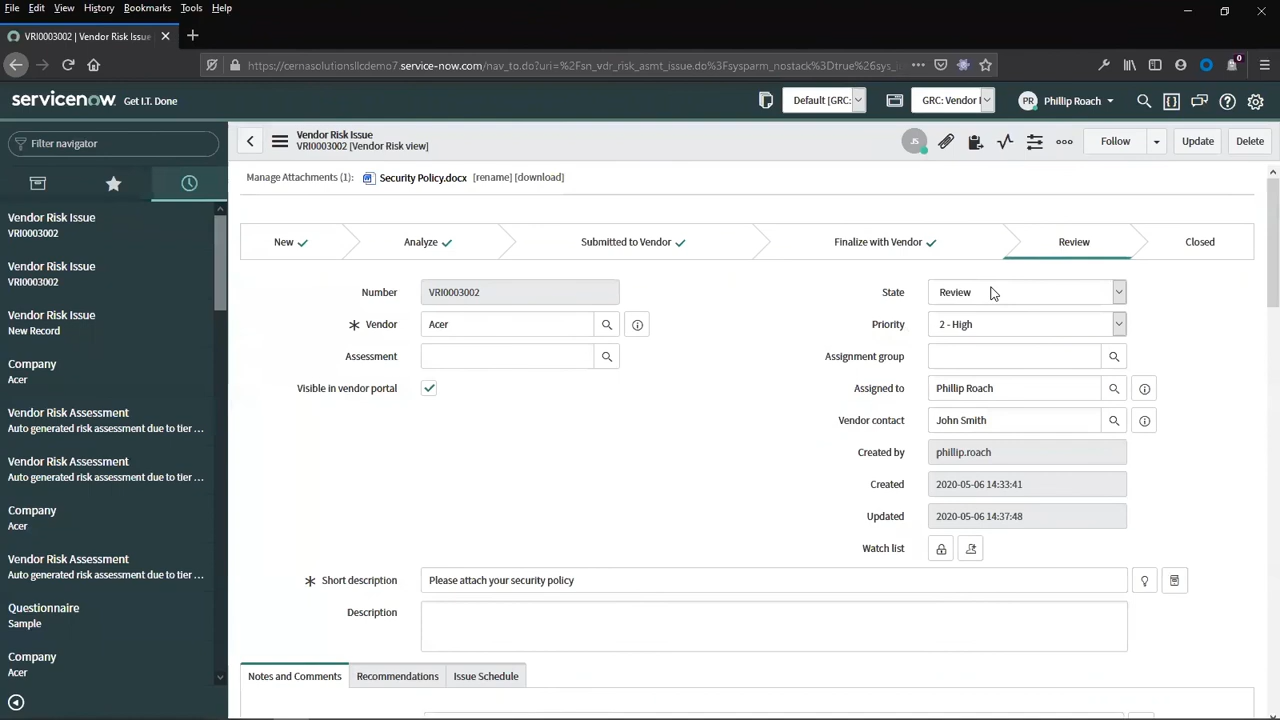 File Edit View History Bookmarks Tools Help
VRI0003002 | Vendor Risk Issue
https://cernasolutionsllcdemo7.service-now.com/nav_to.do?uri=%2Fsn_vdr_risk_asmt_issue.do%3Fsysparm_nostack%3Dtrue%26sys_i
servicenow Get I.T. Done
Default [GRC:
GRC: Vendor
PR Phillip Roach
Filter navigator
Vendor Risk Issue
VRI0003002
Vendor Risk Issue
VRI0003002
Vendor Risk Issue
New Record
Company
Acer
Vendor Risk Assessment
Auto generated risk assessment due to tier ...
Vendor Risk Assessment
Auto generated risk assessment due to tier ...
Company
Acer
Vendor Risk Assessment
Auto generated risk assessment due to tier ...
Questionnaire
Sample
Company
Acer
Vendor Risk Issue
VRI0003002 [Vendor Risk view]
JS
Follow
Update
Delete
Manage Attachments (1): Security Policy.docx [rename] [download]
New Analyze Submitted to Vendor Finalize with Vendor Review Closed
Number VRI0003002
Vendor Acer
Assessment
Visible in vendor portal
State Review
Priority 2 - High
Assignment group
Assigned to Phillip Roach
Vendor contact John Smith
Created by phillip.roach
Created 2020-05-06 14:33:41
Updated 2020-05-06 14:37:48
Watch list
Short description Please attach your security policy
Description
Notes and Comments Recommendations Issue Schedule